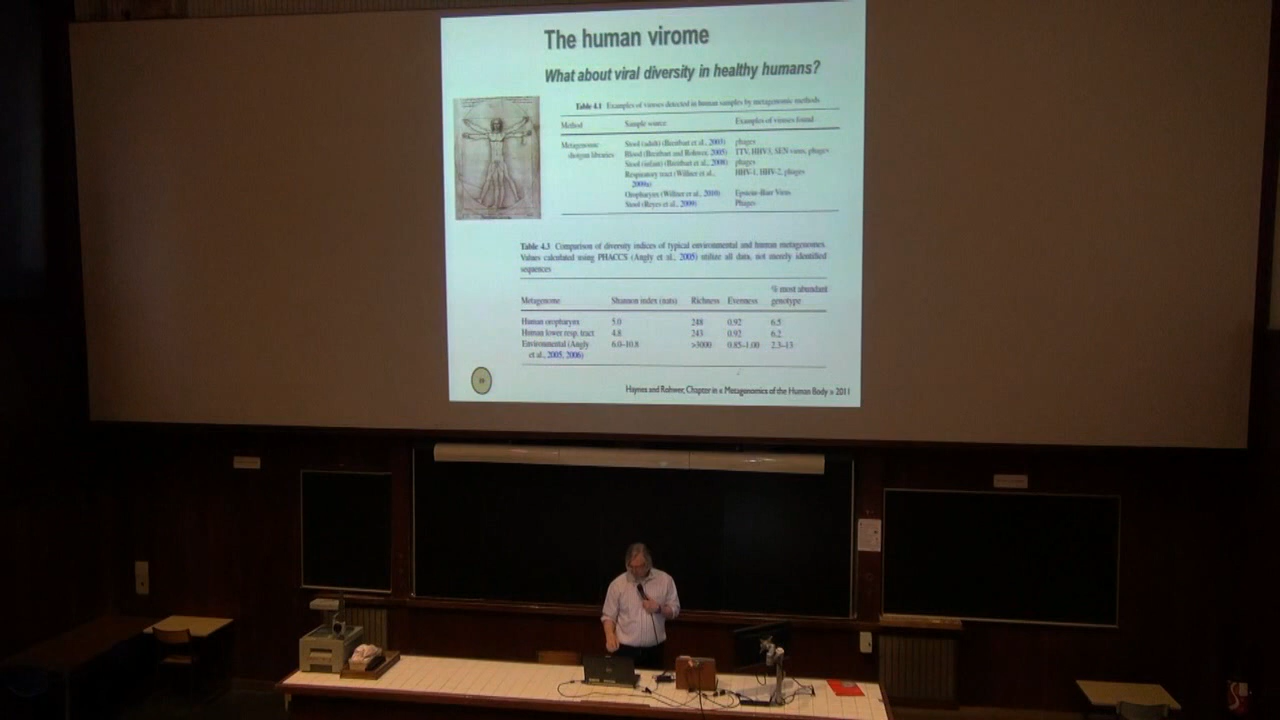 The human virome
What about viral diversity in healthy humans?
Table 4.1 Examples of viruses detected in human samples by metagenomic methods
Method Sample source Examples of viruses found
Metagenomic Stool (adult) (Breitbart et al., 2003) phages
shotgun libraries Blood (Breitbart and Rohwer, 2005) TTV, HHV3, SEN virus, phages
Stool (infant) (Breitbart et al., 2008) phages
Respiratory tract (Willner et al., HHV-1, HHV-2, phages
2009a)
Oropharynx (Willner et al., 2010) Epstein-Barr Virus
Stool (Reyes et al., 2009) Phages
Table 4.3 Comparison of diversity indices of typical environmental and human metagenomes.
Values calculated using PHACCS (Angly et al., 2005) utilize all data, not merely identified
sequences
% most abundant
Metagenome Shannon index (nats) Richness Evenness genotype
Human oropharynx 5.0 248 0.92 6.5
Human lower resp. tract 4.8 243 0.92 6.2
Environmental (Angly 6.0–10.8 >3000 0.85–1.00 2.3–13
et al., 2005, 2006)
Haynes and Rohwer, Chapter in « Metagenomics of the Human Body » 2011